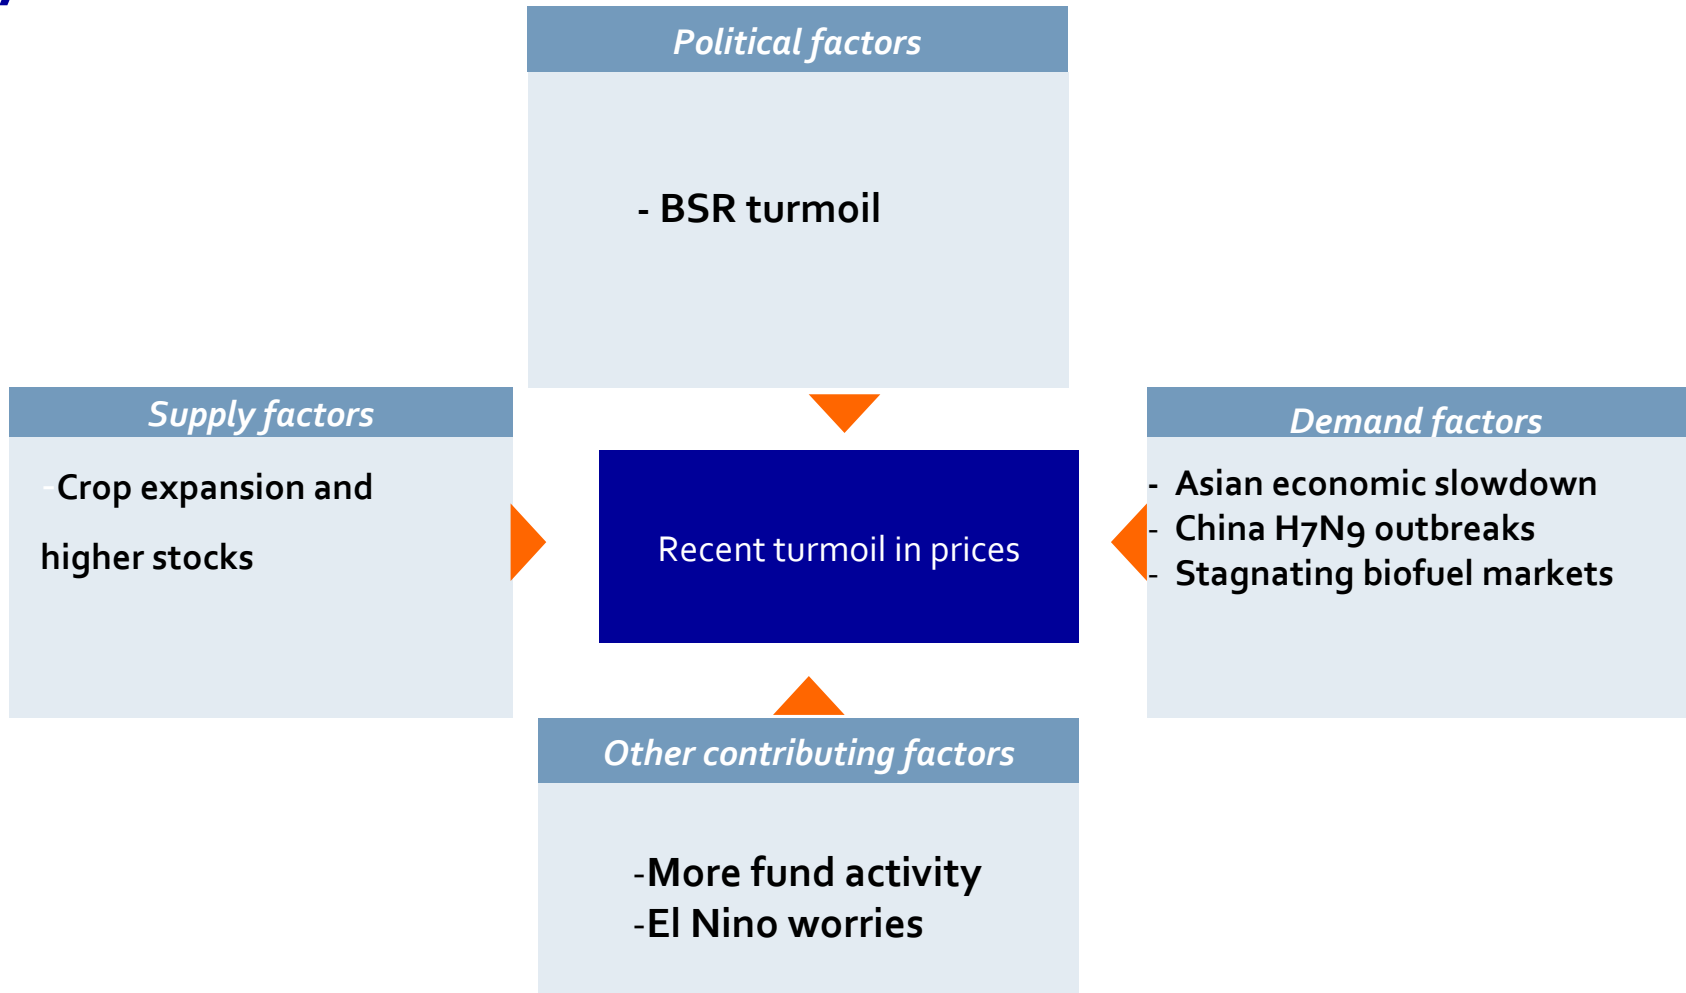 Political factors
- BSR turmoil
Supply factors
-Crop expansion and
higher stocks
Recent turmoil in prices
Demand factors
- Asian economic slowdown
- China H7N9 outbreaks
- Stagnating biofuel markets
Other contributing factors
-More fund activity
-El Nino worries